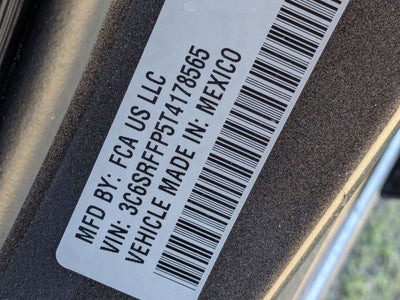 MFD BY: FCA US LLC
VIN: 3C6SRFFP5T4178565
VEHICLE MADE IN: MEXICO